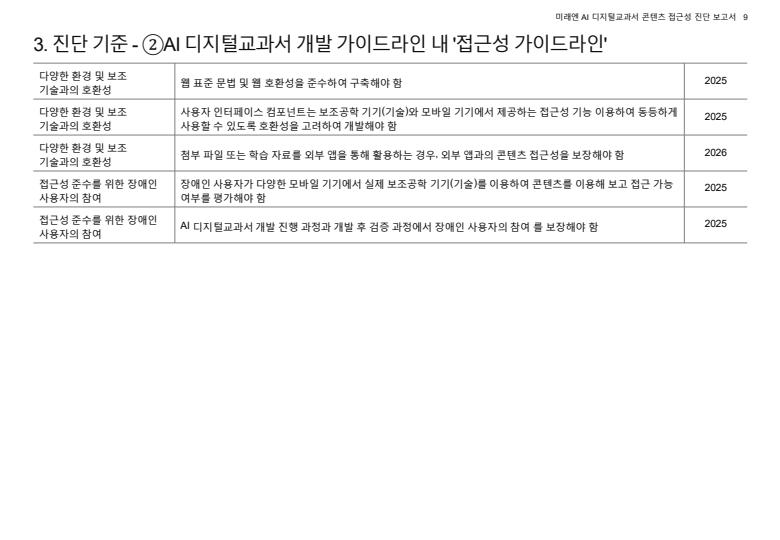 미래엔 AI 디지털교과서 콘텐츠 접근성 진단 보고서 9
3. 진단 기준 - ②AI 디지털교과서 개발 가이드라인 내 '접근성 가이드라인'
다양한 환경 및 보조
기술과의 호환성
웹 표준 문법 및 웹 호환성을 준수하여 구축해야 함
2025
다양한 환경 및 보조
기술과의 호환성
사용자 인터페이스 컴포넌트는 보조공학 기기(기술)와 모바일 기기에서 제공하는 접근성 기능 이용하여 동등하게
사용할 수 있도록 호환성을 고려하여 개발해야 함
2025
다양한 환경 및 보조
기술과의 호환성
첨부 파일 또는 학습 자료를 외부 앱을 통해 활용하는 경우, 외부 앱과의 콘텐츠 접근성을 보장해야 함
2026
접근성 준수를 위한 장애인
사용자의 참여
장애인 사용자가 다양한 모바일 기기에서 실제 보조공학 기기(기술)를 이용하여 콘텐츠를 이용해 보고 접근 가능
여부를 평가해야 함
2025
접근성 준수를 위한 장애인
사용자의 참여
AI 디지털교과서 개발 진행 과정과 개발 후 검증 과정에서 장애인 사용자의 참여 를 보장해야 함
2025